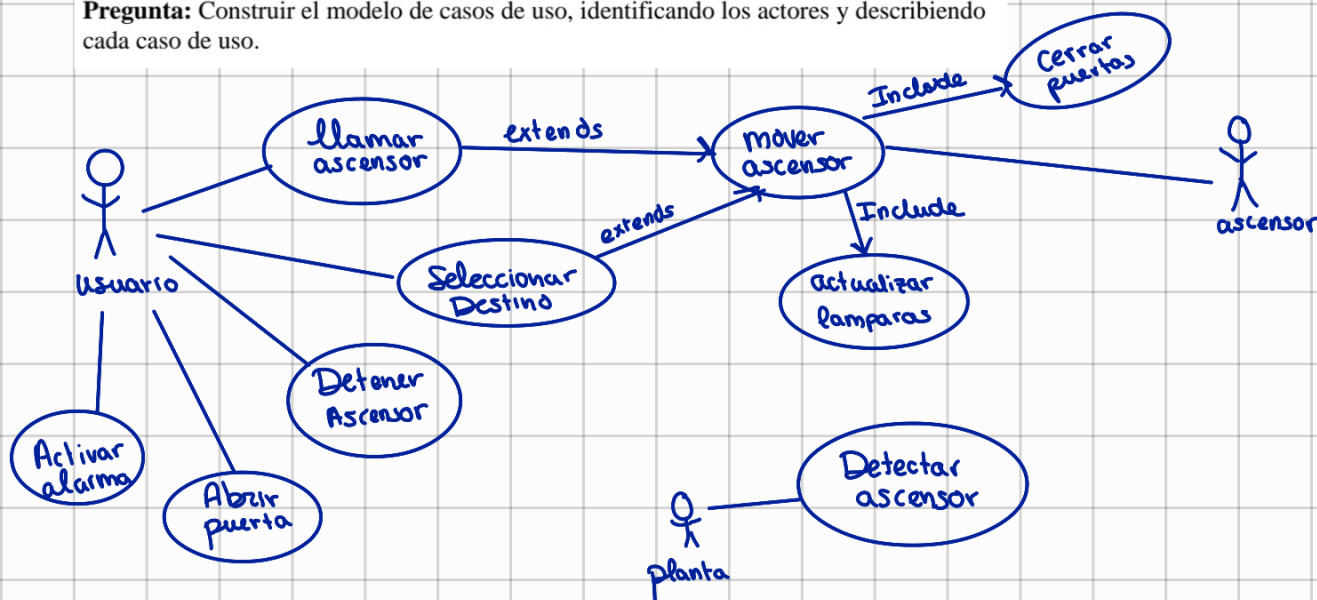 Pregunta: Construir el modelo de casos de uso, identificando los actores y describiendo
cada caso de uso.
Cerrar
puertas
Include
llamar
ascensor
extends
mover
ascensor
Include
ascensor
extends
usuario
Seleccionar
Destino
actualizar
lamparas
Detener
Ascensor
Activar
alarma
Abrir
puerta
Detectar
ascensor
planta